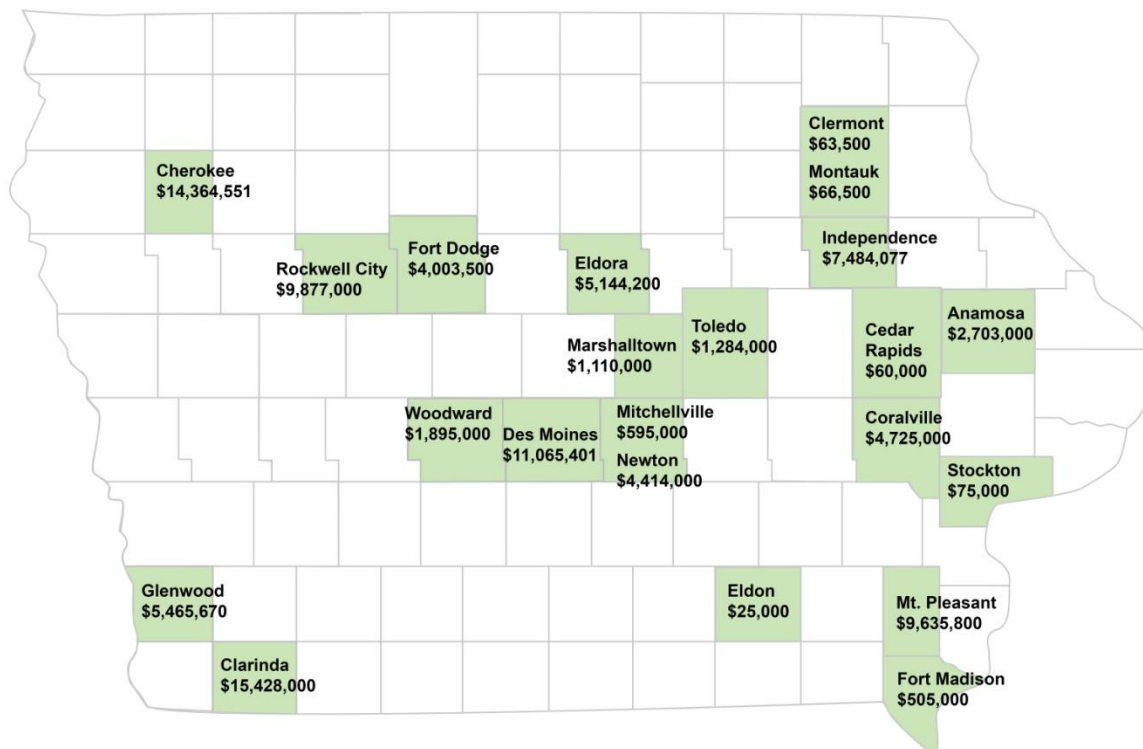 Clermont
$63,500
Montauk
$66,500
Cherokee
$14,364,551
Independence
$7,484,077
Fort Dodge
$4,003,500
Rockwell City
$9,877,000
Eldora
$5,144,200
Anamosa
$2,703,000
Toledo
$1,284,000
Cedar
Rapids
$60,000
Marshalltown
$1,110,000
Woodward
$1,895,000
Des Moines
$11,065,401
Mitchellville
$595,000
Newton
$4,414,000
Coralville
$4,725,000
Stockton
$75,000
Glenwood
$5,465,670
Eldon
$25,000
Mt. Pleasant
$9,635,800
Clarinda
$15,428,000
Fort Madison
$505,000